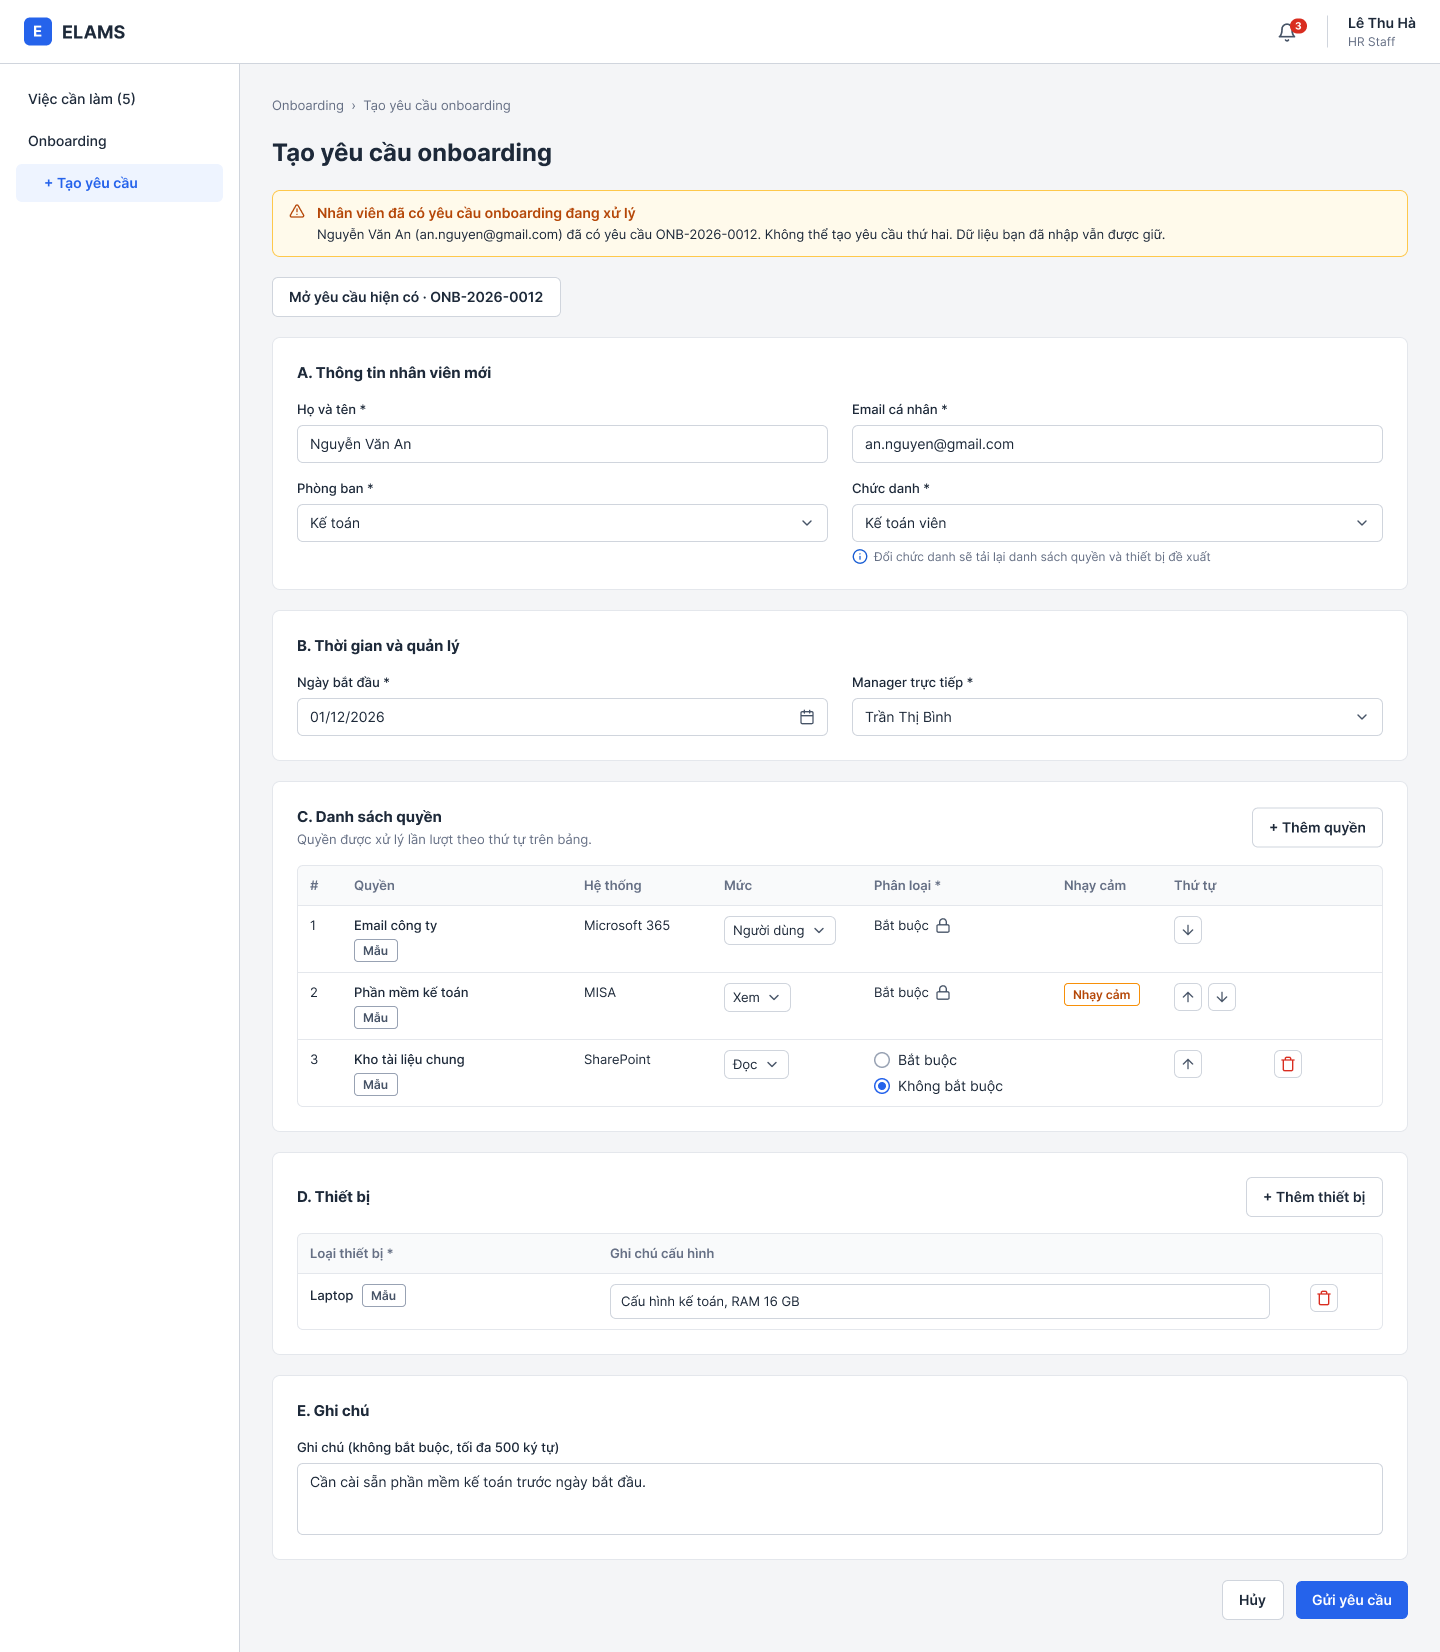 E ELAMS
3
Lê Thu Hà
HR Staff
Việc cần làm (5)
Onboarding
+ Tạo yêu cầu
Onboarding › Tạo yêu cầu onboarding
Tạo yêu cầu onboarding
Nhân viên đã có yêu cầu onboarding đang xử lý
Nguyễn Văn An (an.nguyen@gmail.com) đã có yêu cầu ONB-2026-0012. Không thể tạo yêu cầu thứ hai. Dữ liệu bạn đã nhập vẫn được giữ.
Mở yêu cầu hiện có · ONB-2026-0012
A. Thông tin nhân viên mới
Họ và tên *
Nguyễn Văn An
Email cá nhân *
an.nguyen@gmail.com
Phòng ban *
Kế toán
Chức danh *
Kế toán viên
Đổi chức danh sẽ tải lại danh sách quyền và thiết bị đề xuất
B. Thời gian và quản lý
Ngày bắt đầu *
01/12/2026
Manager trực tiếp *
Trần Thị Bình
C. Danh sách quyền
Quyền được xử lý lần lượt theo thứ tự trên bảng.
+ Thêm quyền
# Quyền Hệ thống Mức Phân loại * Nhạy cảm Thứ tự
1 Email công ty Microsoft 365 Người dùng Bắt buộc
Mẫu
2 Phần mềm kế toán MISA Xem Bắt buộc Nhạy cảm
Mẫu
3 Kho tài liệu chung SharePoint Đọc Bắt buộc
Mẫu Không bắt buộc
D. Thiết bị
+ Thêm thiết bị
Loại thiết bị * Ghi chú cấu hình
Laptop Mẫu Cấu hình kế toán, RAM 16 GB
E. Ghi chú
Ghi chú (không bắt buộc, tối đa 500 ký tự)
Cần cài sẵn phần mềm kế toán trước ngày bắt đầu.
Hủy
Gửi yêu cầu